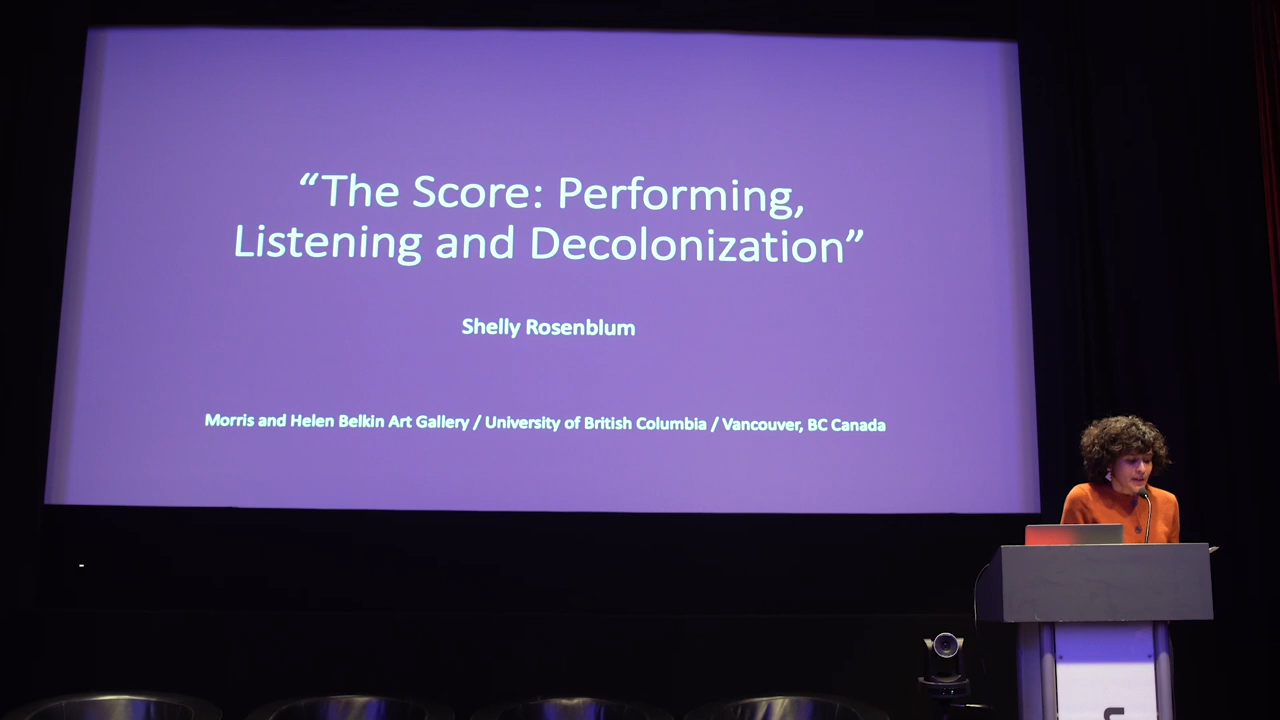 “The Score: Performing,
Listening and Decolonization”
Shelly Rosenblum
Morris and Helen Belkin Art Gallery / University of British Columbia / Vancouver, BC Canada